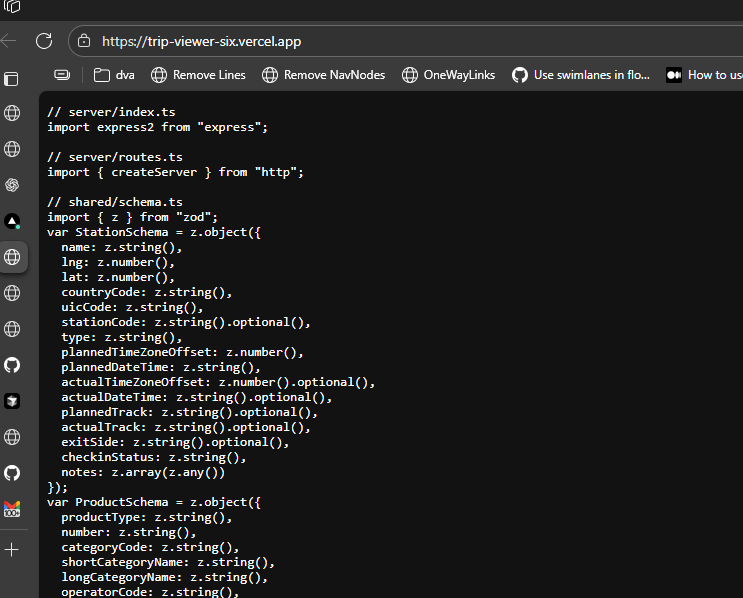 https://trip-viewer-six.vercel.app
dva Remove Lines Remove NavNodes OneWayLinks Use swimlanes in flo... How to us
// server/index.ts
import express2 from "express";
// server/routes.ts
import { createServer } from "http";
// shared/schema.ts
import { z } from "zod";
var StationSchema = z.object({
  name: z.string(),
  lng: z.number(),
  lat: z.number(),
  countryCode: z.string(),
  uicCode: z.string(),
  stationCode: z.string().optional(),
  type: z.string(),
  plannedTimeZoneOffset: z.number(),
  plannedDateTime: z.string(),
  actualTimeZoneOffset: z.number().optional(),
  actualDateTime: z.string().optional(),
  plannedTrack: z.string().optional(),
  actualTrack: z.string().optional(),
  exitSide: z.string().optional(),
  checkinStatus: z.string(),
  notes: z.array(z.any())
});
var ProductSchema = z.object({
  productType: z.string(),
  number: z.string(),
  categoryCode: z.string(),
  shortCategoryName: z.string(),
  longCategoryName: z.string(),
  operatorCode: z.string(),